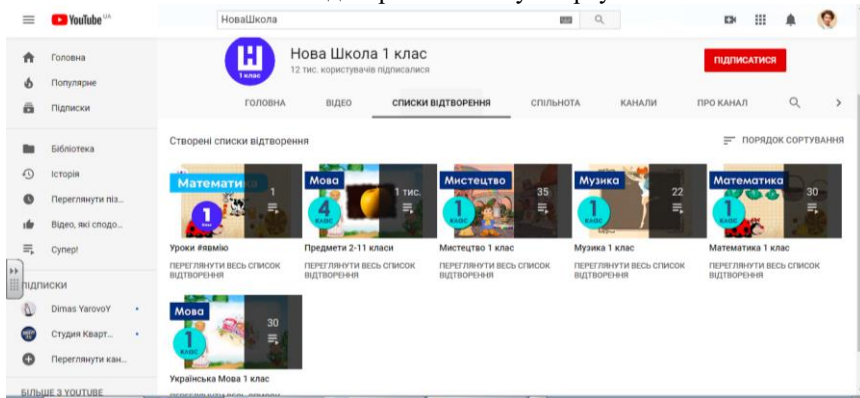 YouTube UA
НоваШкола
Головна
Популярне
Підписки
Бібліотека
Історія
Переглянути піз...
Відео, які сподо...
Супер!
ПІДПИСКИ
Dimas YarovoY
Студия Кварт...
Переглянути кан...
БІЛЬШЕ З YOUTUBE
Н
1 клас
Нова Школа 1 клас
12 тис. користувачів підписалися
ПІДПИСАТИСЯ
ГОЛОВНА ВІДЕО СПИСКИ ВІДТВОРЕННЯ СПІЛЬНОТА КАНАЛИ ПРО КАНАЛ
Створені списки відтворення
ПОРЯДОК СОРТУВАННЯ
Математика
1
КЛАС
1
Уроки #явмію
ПЕРЕГЛЯНУТИ ВЕСЬ СПИСОК
ВІДТВОРЕННЯ
Мова
4
КЛАС
1 тис.
Предмети 2-11 класи
ПЕРЕГЛЯНУТИ ВЕСЬ СПИСОК
ВІДТВОРЕННЯ
Мистецтво
1
КЛАС
35
Мистецтво 1 клас
ПЕРЕГЛЯНУТИ ВЕСЬ СПИСОК
ВІДТВОРЕННЯ
Музика
1
КЛАС
22
Музика 1 клас
ПЕРЕГЛЯНУТИ ВЕСЬ СПИСОК
ВІДТВОРЕННЯ
Математика
1
КЛАС
30
Математика 1 клас
ПЕРЕГЛЯНУТИ ВЕСЬ СПИСОК
ВІДТВОРЕННЯ
Мова
1
КЛАС
30
Українська Мова 1 клас
ПЕРЕГЛЯНУТИ ВЕСЬ СПИСОК